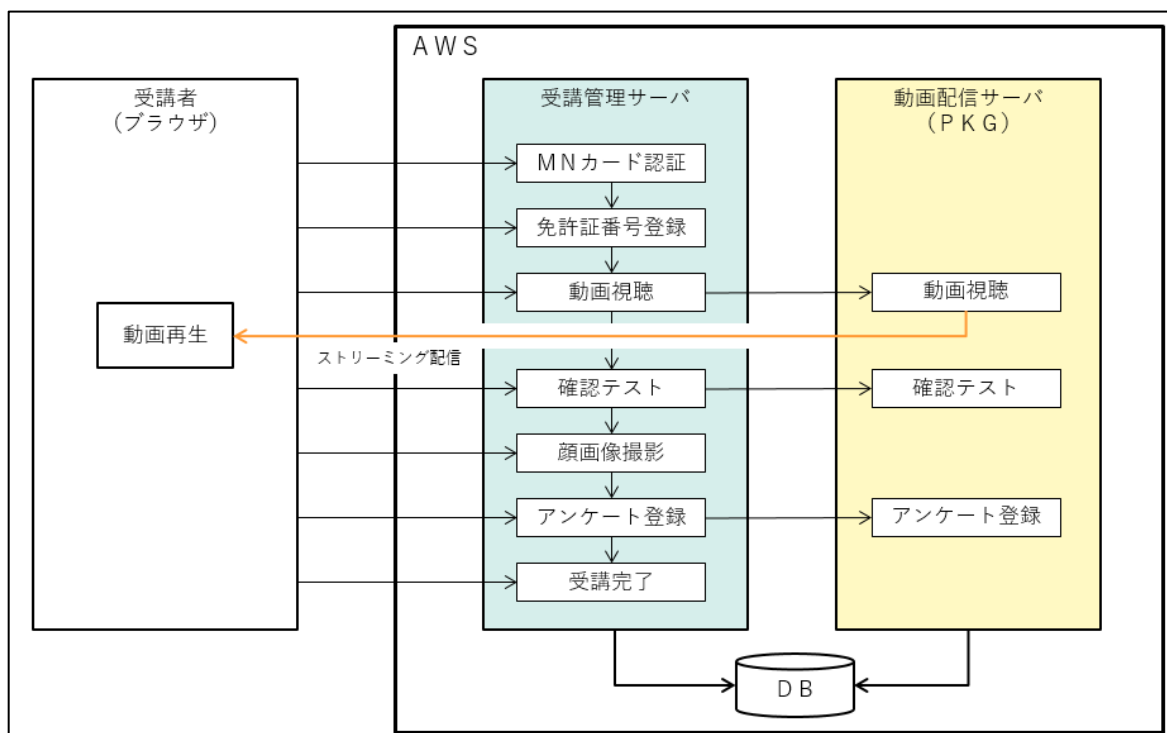 AWS
受講者
(ブラウザ)
受講管理サーバ
動画配信サーバ
(PKG)
MNカード認証
免許証番号登録
動画視聴
動画視聴
動画再生
ストリーミング配信
確認テスト
確認テスト
顔画像撮影
アンケート登録
アンケート登録
受講完了
DB